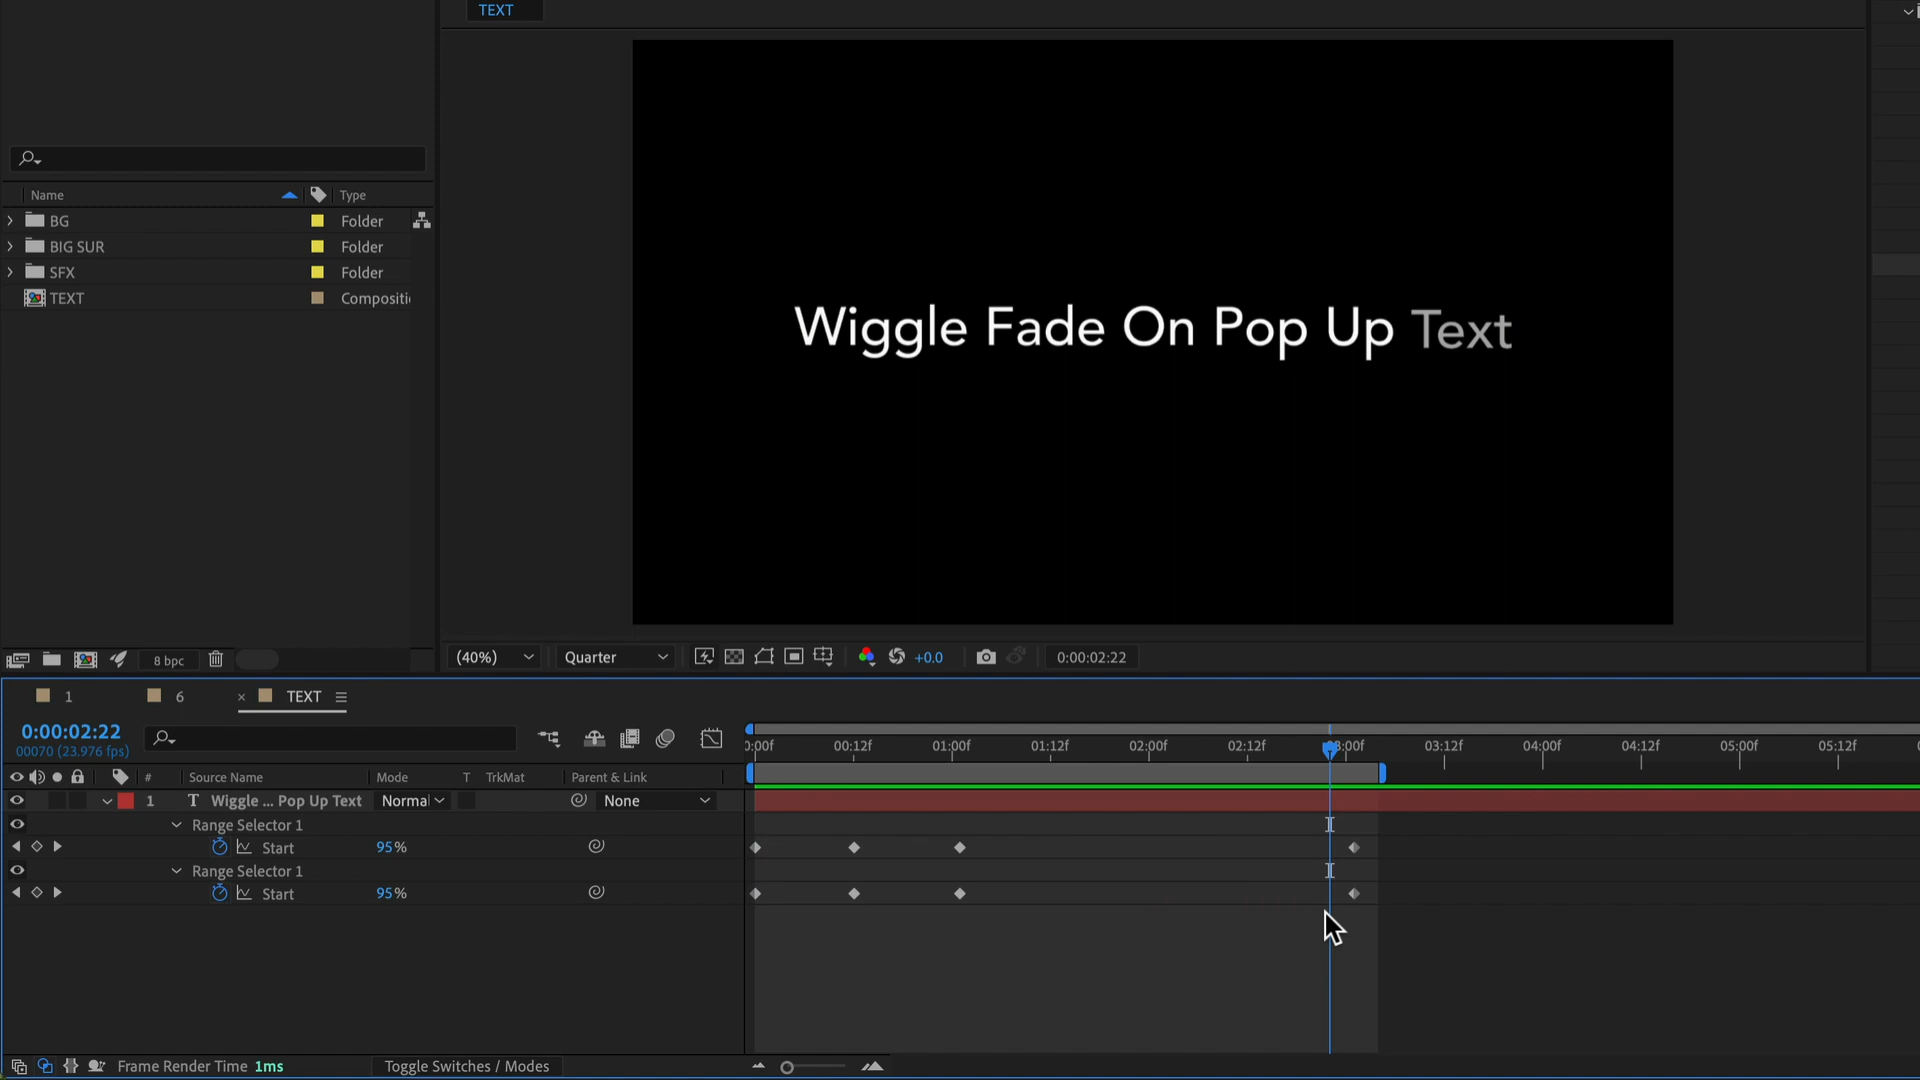 TEXT
Name Type
BG Folder
BIG SUR Folder
SFX Folder
TEXT Compositi
Wiggle Fade On Pop Up Text
8 bpc
(40%) Quarter +0.0 0:00:02:22
1 6 × TEXT
0:00:02:22
00070 (23.976 fps)
0:00f 00:12f 01:00f 01:12f 02:00f 02:12f 03:00f 03:12f 04:00f 04:12f 05:00f 05:12f
# Source Name Mode T TrkMat Parent & Link
1 T Wiggle ... Pop Up Text Normal None
Range Selector 1
Start 95%
Range Selector 1
Start 95%
Frame Render Time 1ms Toggle Switches / Modes